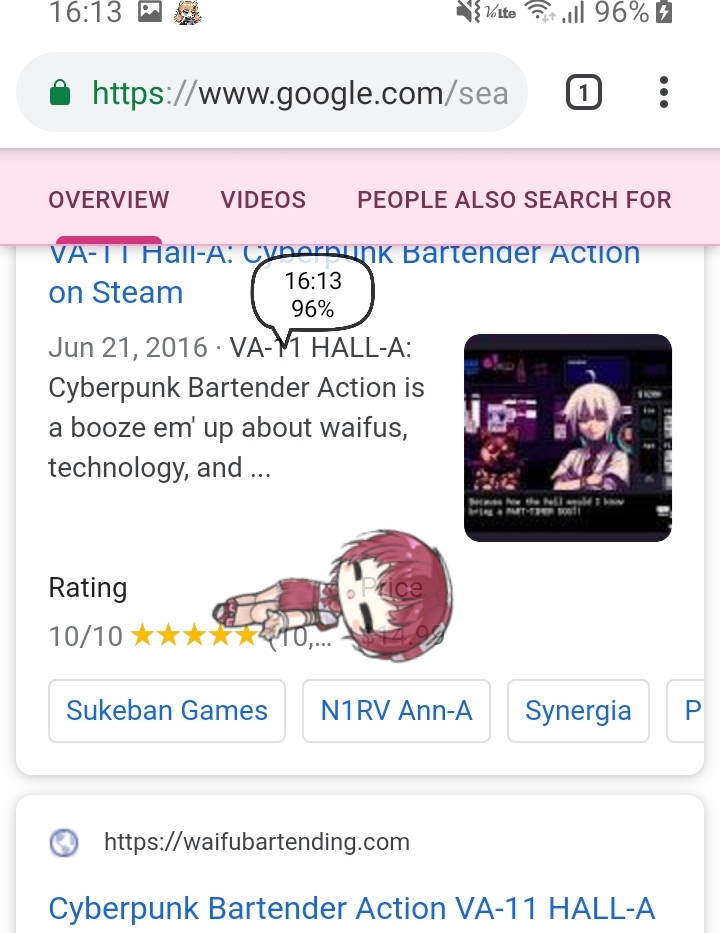 16:13
VoLTE
96%
https://www.google.com/sea
1
OVERVIEW VIDEOS PEOPLE ALSO SEARCH FOR
VA-11 Hall-A: Cyberpunk Bartender Action
on Steam
16:13
96%
Jun 21, 2016 · VA-11 HALL-A:
Cyberpunk Bartender Action is
a booze em' up about waifus,
technology, and ...
Because how the hell would I know
bring a PART-TIMER DOG?!
Rating Price
10/10 ★★★★★ (10,... $14.99
Sukeban Games N1RV Ann-A Synergia P
https://waifubartending.com
Cyberpunk Bartender Action VA-11 HALL-A